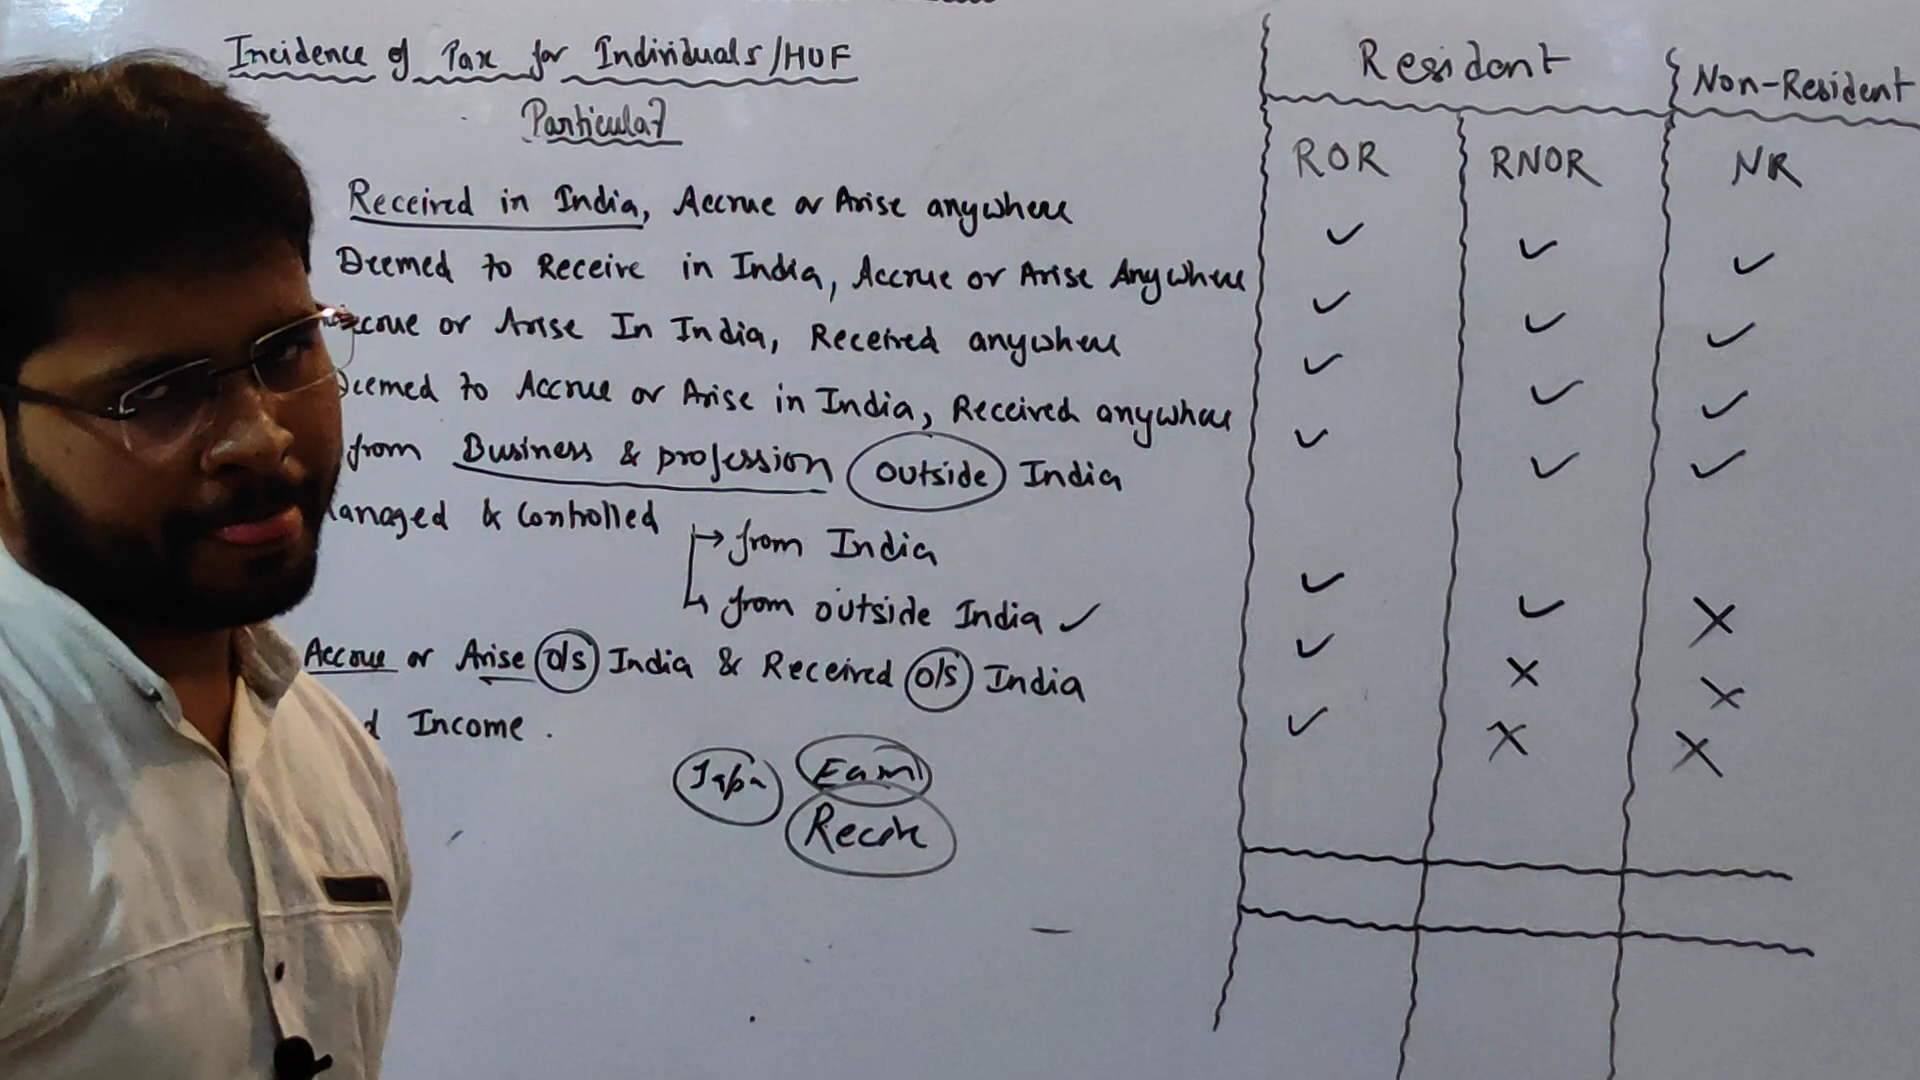 Incidence of Tax for Individuals/HUF
Particular
Resident
Non-Resident
ROR
RNOR
NR
Received in India, Accrue or Arise anywhere
✓ ✓ ✓
Deemed to Receive in India, Accrue or Arise Anywhere
✓ ✓ ✓
Accrue or Arise In India, Received anywhere
✓ ✓ ✓
Deemed to Accrue or Arise in India, Received anywhere
✓ ✓ ✓
from Business & profession outside India
Managed & Controlled
→ from India
✓ ✓ ✗
↳ from outside India ✓
✓ ✗ ✗
Accrue or Arise o/s India & Received o/s India
✓ ✗ ✗
Income.
Earn